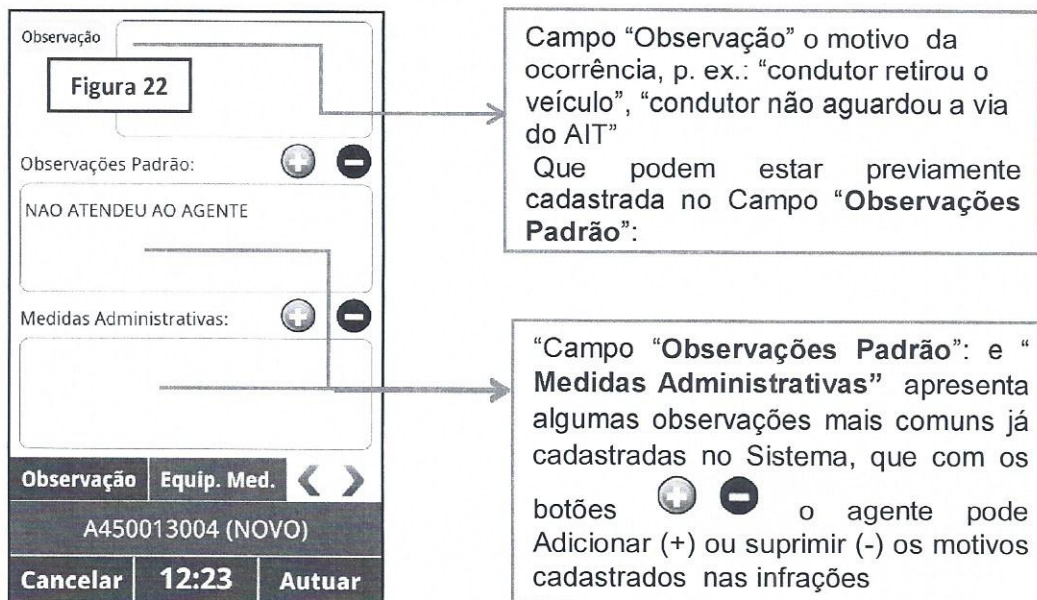 Observação
Figura 22
Observações Padrão:
NAO ATENDEU AO AGENTE
Medidas Administrativas:
Observação Equip. Med.
A450013004 (NOVO)
Cancelar 12:23 Autuar
Campo “Observação” o motivo da
ocorrência, p. ex.: “condutor retirou o
veículo”, “condutor não aguardou a via
do AIT”
Que podem estar previamente
cadastrada no Campo “Observações
Padrão”:
“Campo “Observações Padrão”: e “
Medidas Administrativas” apresenta
algumas observações mais comuns já
cadastradas no Sistema, que com os
botões + - o agente pode
Adicionar (+) ou suprimir (-) os motivos
cadastrados nas infrações